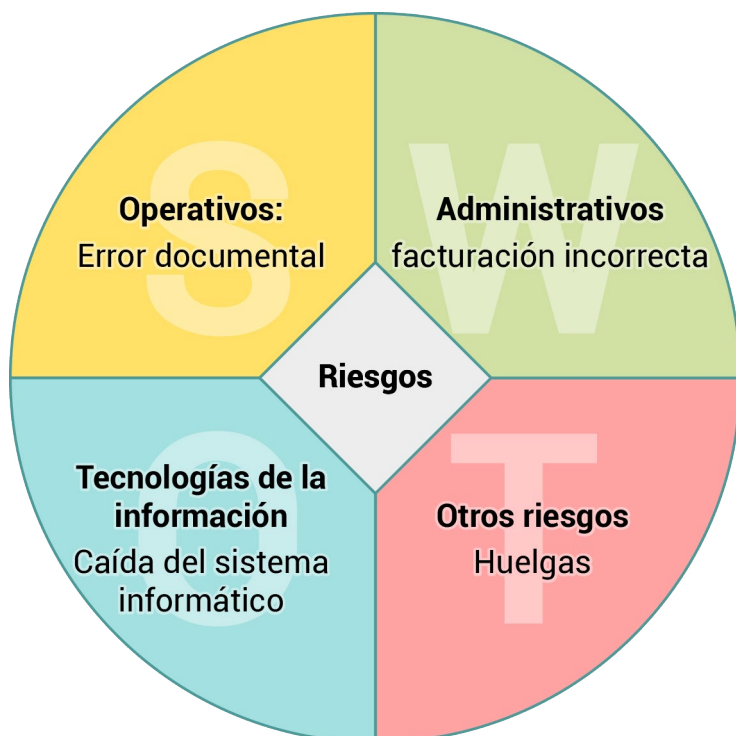 S
W
Operativos:
Error documental
Administrativos
facturación incorrecta
Riesgos
O
T
Tecnologías de la
información
Caída del sistema
informático
Otros riesgos
Huelgas